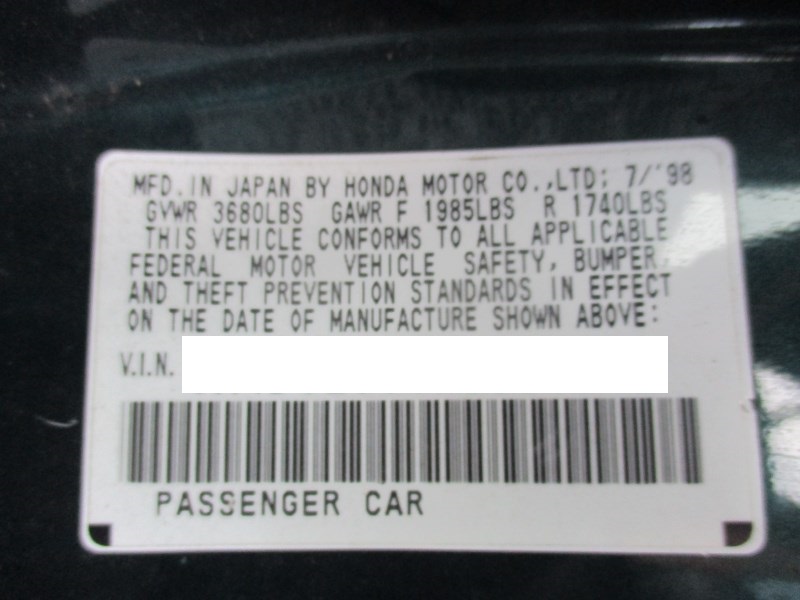 MFD. IN JAPAN BY HONDA MOTOR CO.,LTD; 7/'98
GVWR 3680LBS GAWR F 1985LBS R 1740LBS
THIS VEHICLE CONFORMS TO ALL APPLICABLE
FEDERAL MOTOR VEHICLE SAFETY, BUMPER,
AND THEFT PREVENTION STANDARDS IN EFFECT
ON THE DATE OF MANUFACTURE SHOWN ABOVE:
V.I.N.
PASSENGER CAR